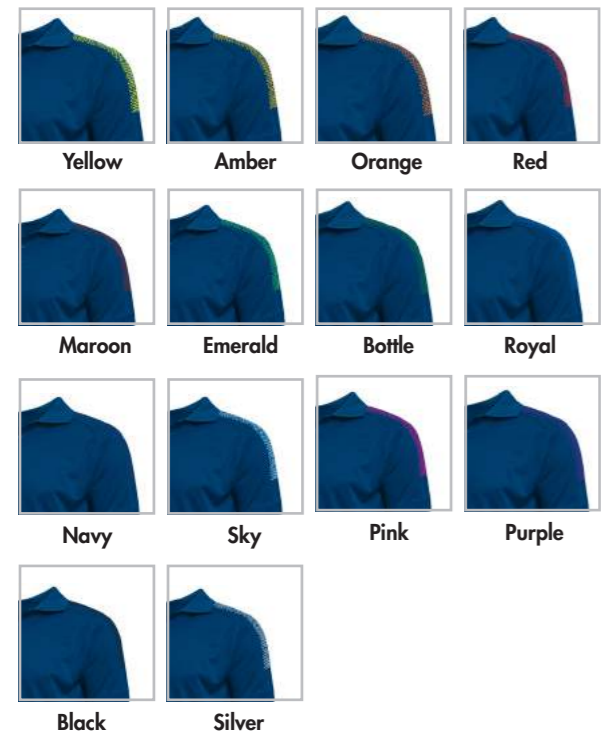 Yellow
Amber
Orange
Red
Maroon
Emerald
Bottle
Royal
Navy
Sky
Pink
Purple
Black
Silver